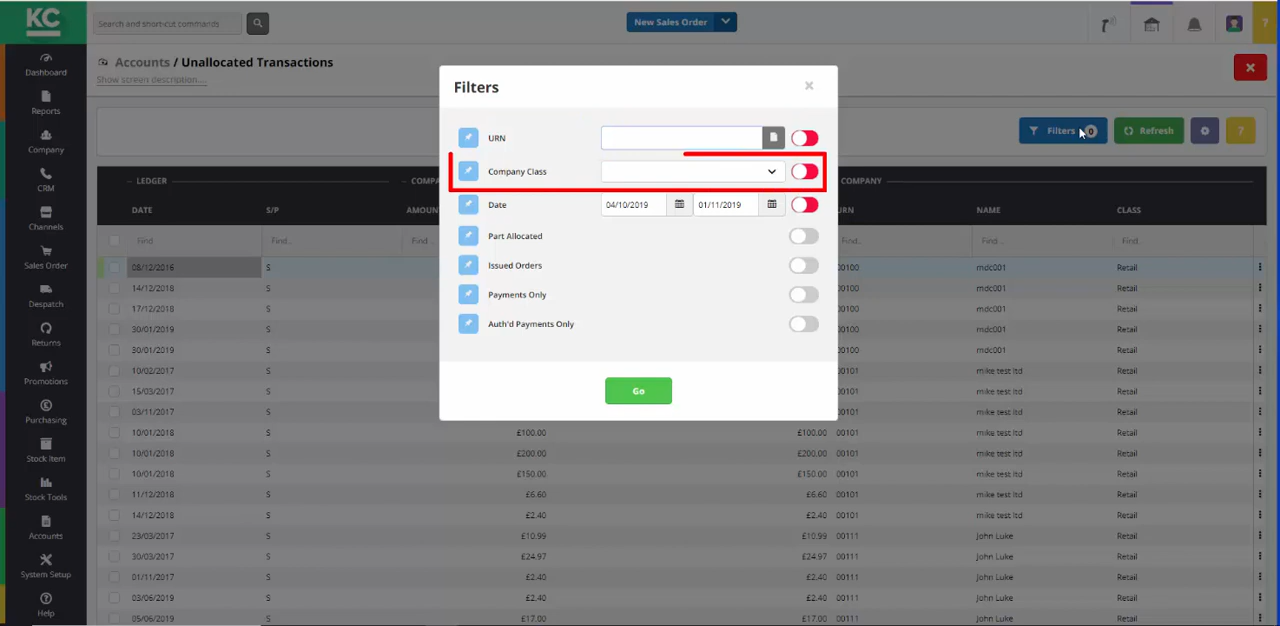 KC
Search and short-cut commands
New Sales Order
?
Accounts / Unallocated Transactions
Show screen description....
Filters 0
Refresh
?
Dashboard
Reports
Company
CRM
Channels
Sales Order
Despatch
Returns
Promotions
Purchasing
Stock Item
Stock Tools
Accounts
System Setup
Help
Filters
URN
Company Class
Date 04/10/2019 01/11/2019
Part Allocated
Issued Orders
Payments Only
Auth'd Payments Only
Go
LEDGER COMPANY
DATE S/P NAME CLASS
Find Find... Find Find... Find... Find
08/12/2016 S 00100 mdc001 Retail
14/12/2018 S 00100 mdc001 Retail
17/12/2018 S 00100 mdc001 Retail
30/01/2019 S 00100 mdc001 Retail
30/01/2019 S 00100 mdc001 Retail
10/02/2017 S 00101 mike test ltd Retail
15/03/2017 S 00101 mike test ltd Retail
03/11/2017 S 00101 mike test ltd Retail
10/01/2018 S £100.00 £100.00 00101 mike test ltd Retail
10/01/2018 S £200.00 £200.00 00101 mike test ltd Retail
10/01/2018 S £150.00 £150.00 00101 mike test ltd Retail
11/12/2018 S £6.60 £6.60 00101 mike test ltd Retail
14/12/2018 S £2.40 £2.40 00101 mike test ltd Retail
23/03/2017 S £10.99 £10.99 00111 John Luke Retail
30/03/2017 S £24.97 £24.97 00111 John Luke Retail
01/11/2017 S £2.40 £2.40 00111 John Luke Retail
03/06/2019 S £2.40 £2.40 00111 John Luke Retail
05/06/2019 S £17.00 £17.00 00111 John Luke Retail